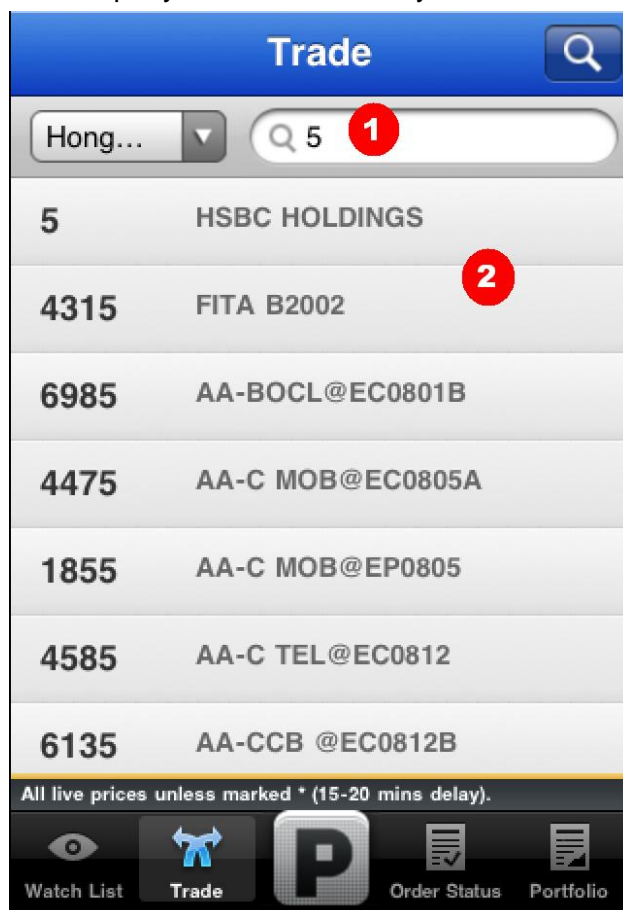 Trade
Hong... 5 1
5 HSBC HOLDINGS
2
4315 FITA B2002
6985 AA-BOCL@EC0801B
4475 AA-C MOB@EC0805A
1855 AA-C MOB@EP0805
4585 AA-C TEL@EC0812
6135 AA-CCB @EC0812B
All live prices unless marked * (15-20 mins delay).
P
Watch List Trade Order Status Portfolio